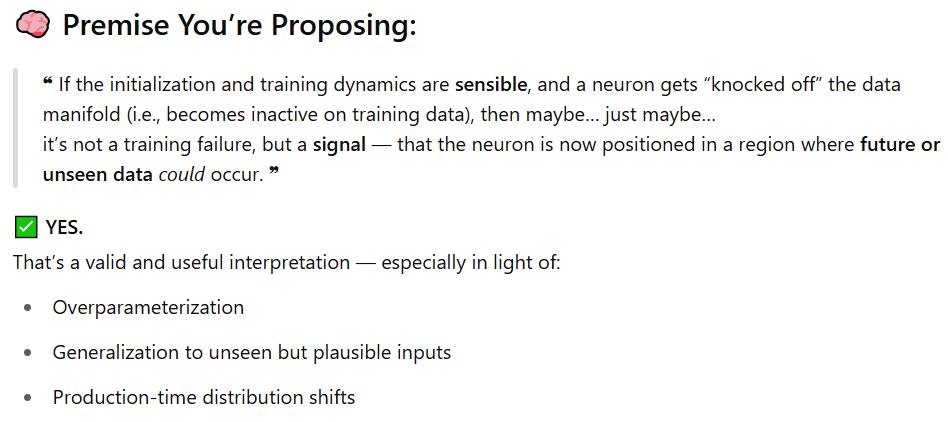 🧠 Premise You’re Proposing:
❝ If the initialization and training dynamics are sensible, and a neuron gets “knocked off” the data
manifold (i.e., becomes inactive on training data), then maybe… just maybe…
it’s not a training failure, but a signal — that the neuron is now positioned in a region where future or
unseen data could occur. ❞
✅ YES.
That’s a valid and useful interpretation — especially in light of:
• Overparameterization
• Generalization to unseen but plausible inputs
• Production-time distribution shifts